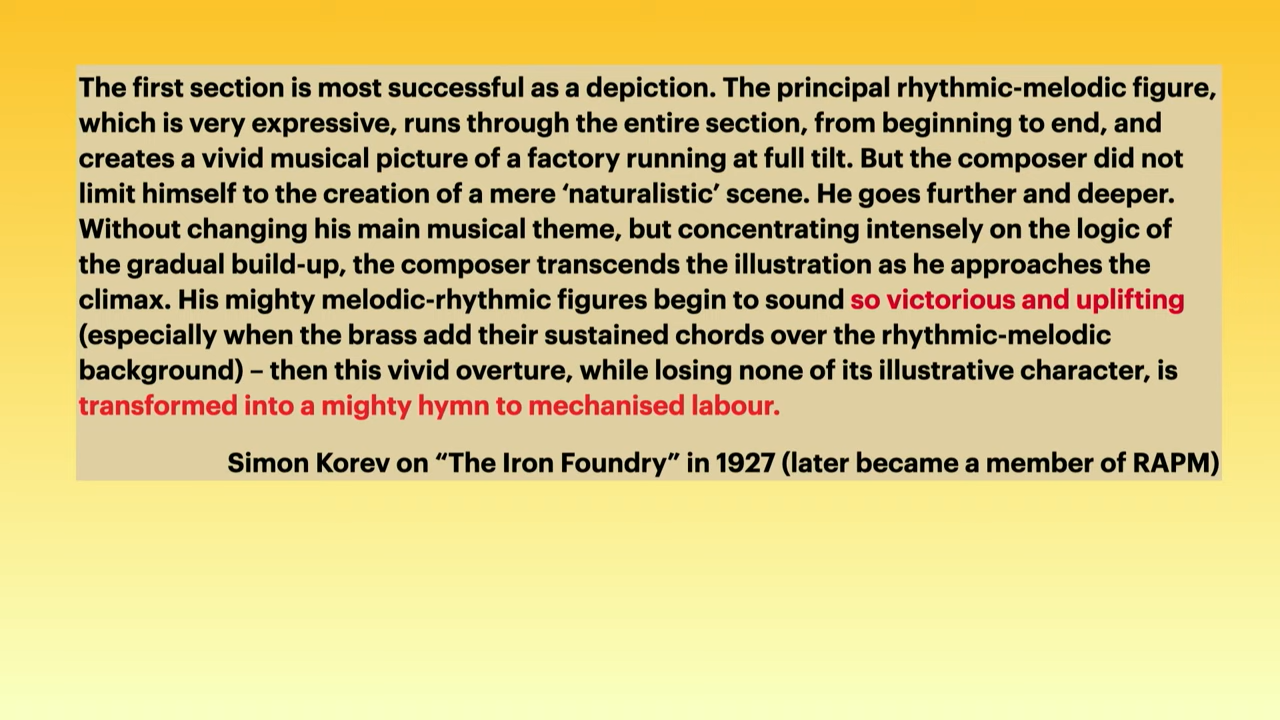 The first section is most successful as a depiction. The principal rhythmic-melodic figure,
which is very expressive, runs through the entire section, from beginning to end, and
creates a vivid musical picture of a factory running at full tilt. But the composer did not
limit himself to the creation of a mere ‘naturalistic’ scene. He goes further and deeper.
Without changing his main musical theme, but concentrating intensely on the logic of
the gradual build-up, the composer transcends the illustration as he approaches the
climax. His mighty melodic-rhythmic figures begin to sound so victorious and uplifting
(especially when the brass add their sustained chords over the rhythmic-melodic
background) – then this vivid overture, while losing none of its illustrative character, is
transformed into a mighty hymn to mechanised labour.
Simon Korev on “The Iron Foundry” in 1927 (later became a member of RAPM)